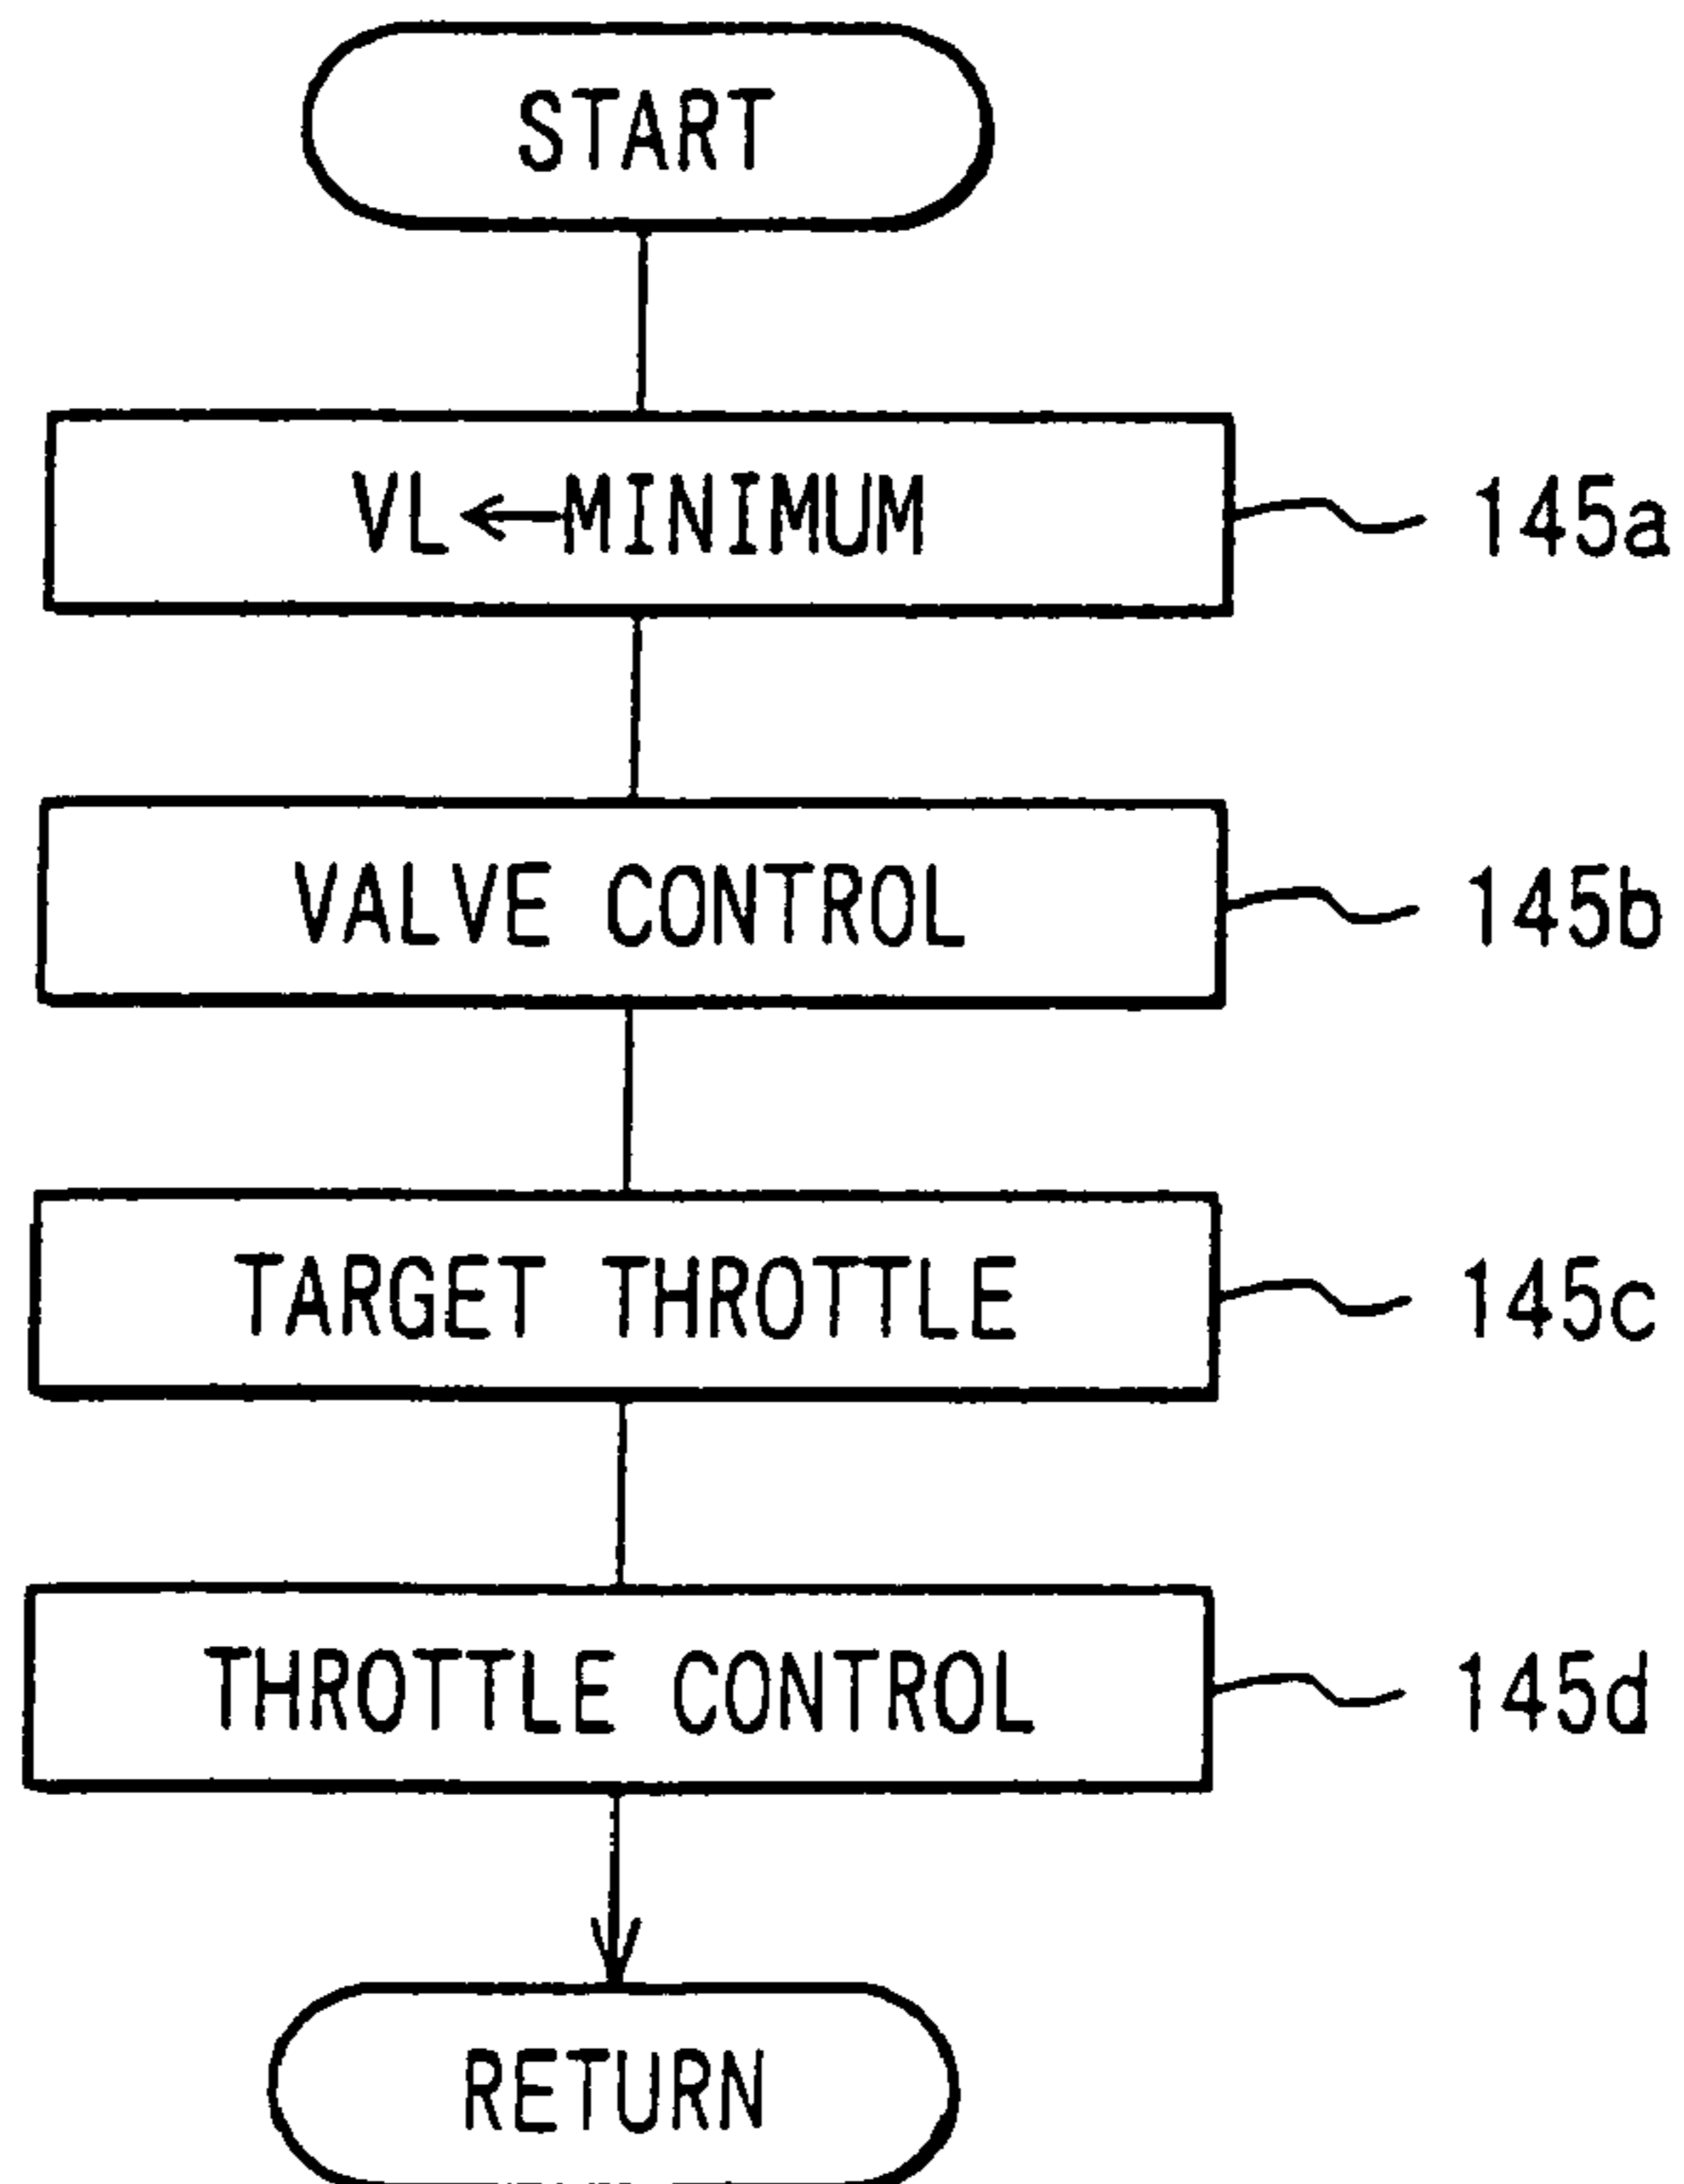 START
VL←MINIMUM 145a
VALVE CONTROL 145b
TARGET THROTTLE 145c
THROTTLE CONTROL 145d
RETURN